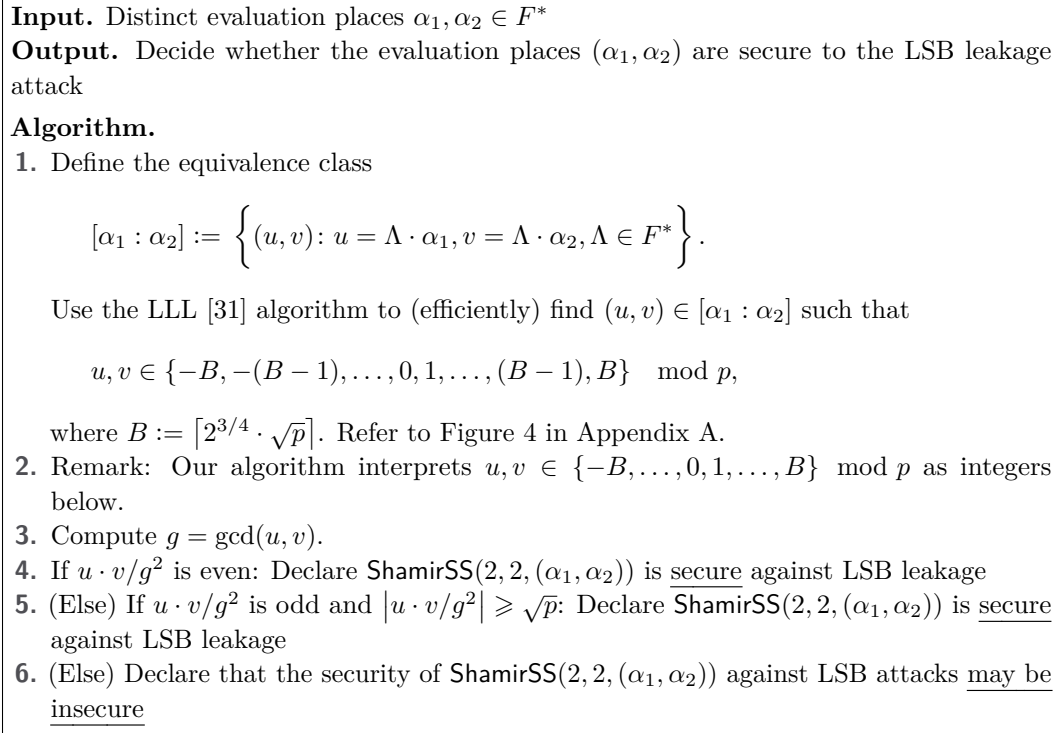 Input. Distinct evaluation places α₁, α₂ ∈ F*
Output. Decide whether the evaluation places (α₁, α₂) are secure to the LSB leakage
attack
Algorithm.
1. Define the equivalence class
[α₁ : α₂] := {(u, v): u = Λ · α₁, v = Λ · α₂, Λ ∈ F*}.
Use the LLL [31] algorithm to (efficiently) find (u, v) ∈ [α₁ : α₂] such that
u, v ∈ {−B, −(B − 1), . . . , 0, 1, . . . , (B − 1), B} mod p,
where B := ⌈2^{3/4} · √p⌉. Refer to Figure 4 in Appendix A.
2. Remark: Our algorithm interprets u, v ∈ {−B, . . . , 0, 1, . . . , B} mod p as integers
below.
3. Compute g = gcd(u, v).
4. If u · v/g² is even: Declare ShamirSS(2, 2, (α₁, α₂)) is secure against LSB leakage
5. (Else) If u · v/g² is odd and |u · v/g²| ⩾ √p: Declare ShamirSS(2, 2, (α₁, α₂)) is secure
against LSB leakage
6. (Else) Declare that the security of ShamirSS(2, 2, (α₁, α₂)) against LSB attacks may be
insecure